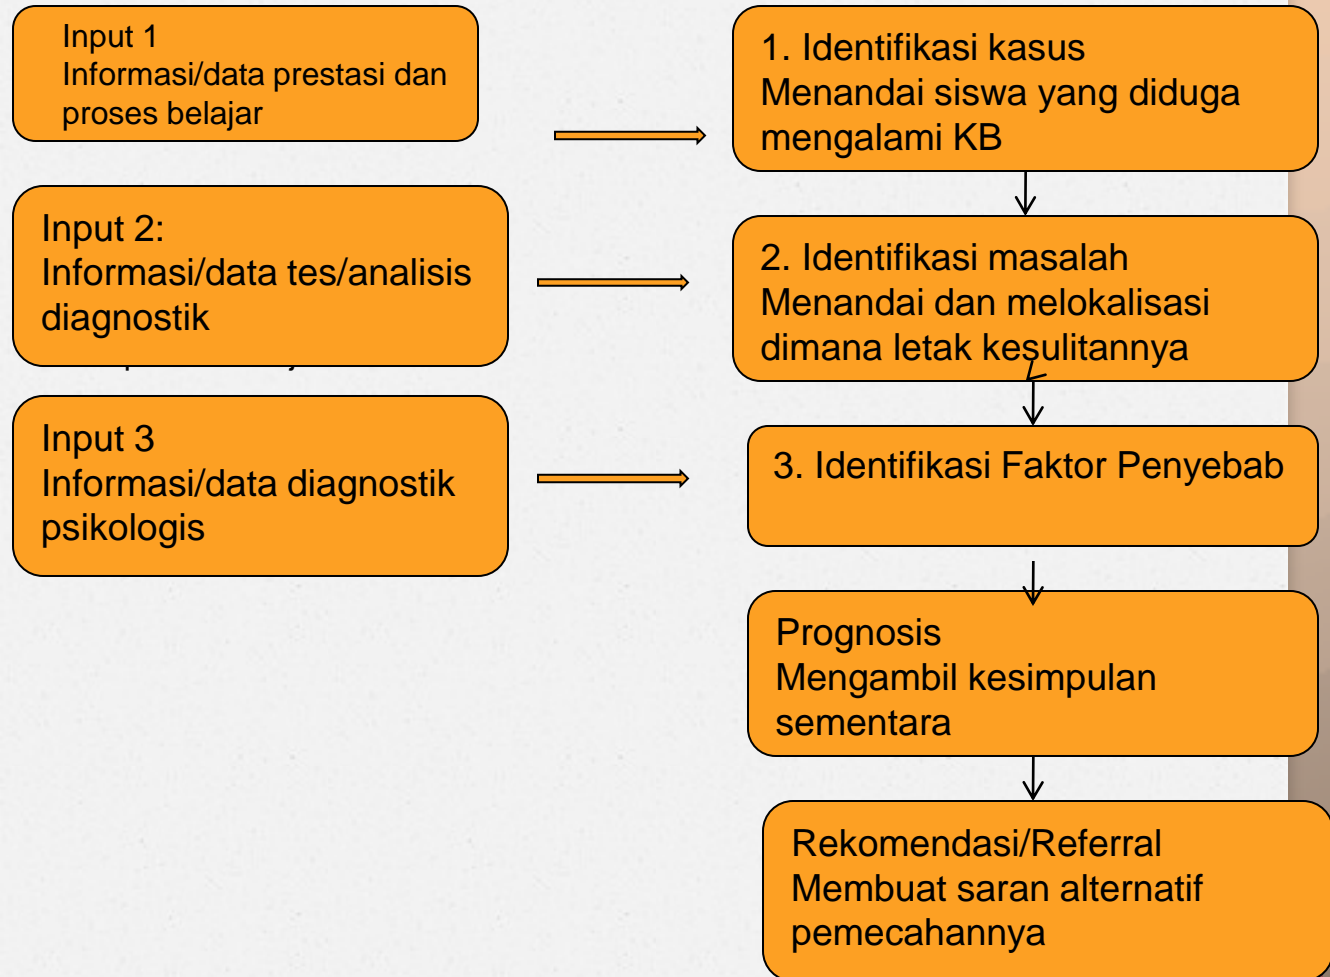 Input 1
Informasi/data prestasi dan
proses belajar
1. Identifikasi kasus
Menandai siswa yang diduga
mengalami KB
Input 2:
Informasi/data tes/analisis
diagnostik
2. Identifikasi masalah
Menandai dan melokalisasi
dimana letak kesulitannya
Input 3
Informasi/data diagnostik
psikologis
3. Identifikasi Faktor Penyebab
Prognosis
Mengambil kesimpulan
sementara
Rekomendasi/Referral
Membuat saran alternatif
pemecahannya